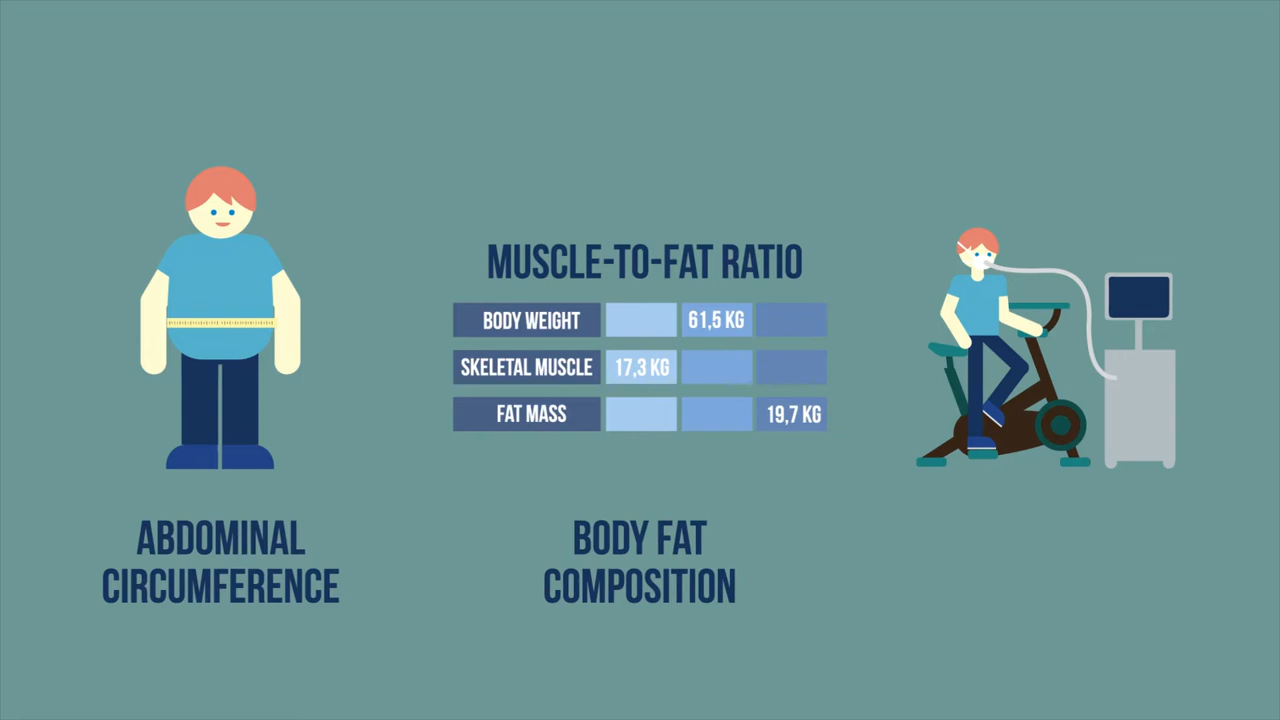 MUSCLE-TO-FAT RATIO
BODY WEIGHT 61,5 KG
SKELETAL MUSCLE 17,3 KG
FAT MASS 19,7 KG
ABDOMINAL
CIRCUMFERENCE
BODY FAT
COMPOSITION